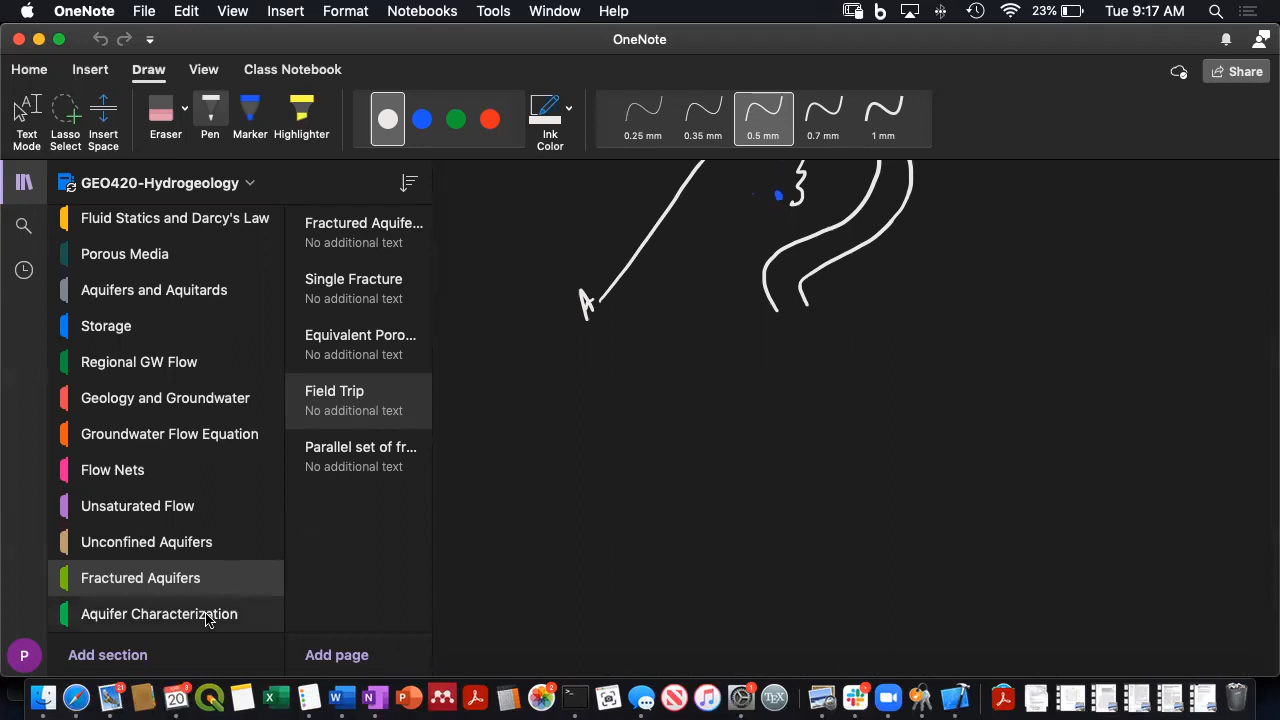 OneNote File Edit View Insert Format Notebooks Tools Window Help 23% Tue 9:17 AM
OneNote
Home Insert Draw View Class Notebook
Share
Text Mode
Lasso Select
Insert Space
Eraser
Pen
Marker
Highlighter
Ink Color
0.25 mm
0.35 mm
0.5 mm
0.7 mm
1 mm
GEO420-Hydrogeology
Fluid Statics and Darcy's Law
Porous Media
Aquifers and Aquitards
Storage
Regional GW Flow
Geology and Groundwater
Groundwater Flow Equation
Flow Nets
Unsaturated Flow
Unconfined Aquifers
Fractured Aquifers
Aquifer Characterization
Add section
Fractured Aquife...
No additional text
Single Fracture
No additional text
Equivalent Poro...
No additional text
Field Trip
No additional text
Parallel set of fr...
No additional text
Add page
A
P
21
20
3
2
1